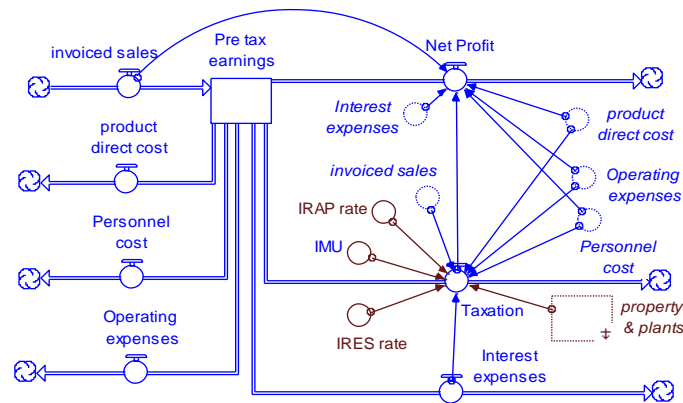 invoiced sales
Pre tax
earnings
Net Profit
Interest
expenses
product
direct cost
product
direct cost
invoiced sales
Operating
expenses
IRAP rate
Personnel
cost
IMU
Personnel
cost
Taxation
property
& plants
Operating
expenses
IRES rate
Interest
expenses